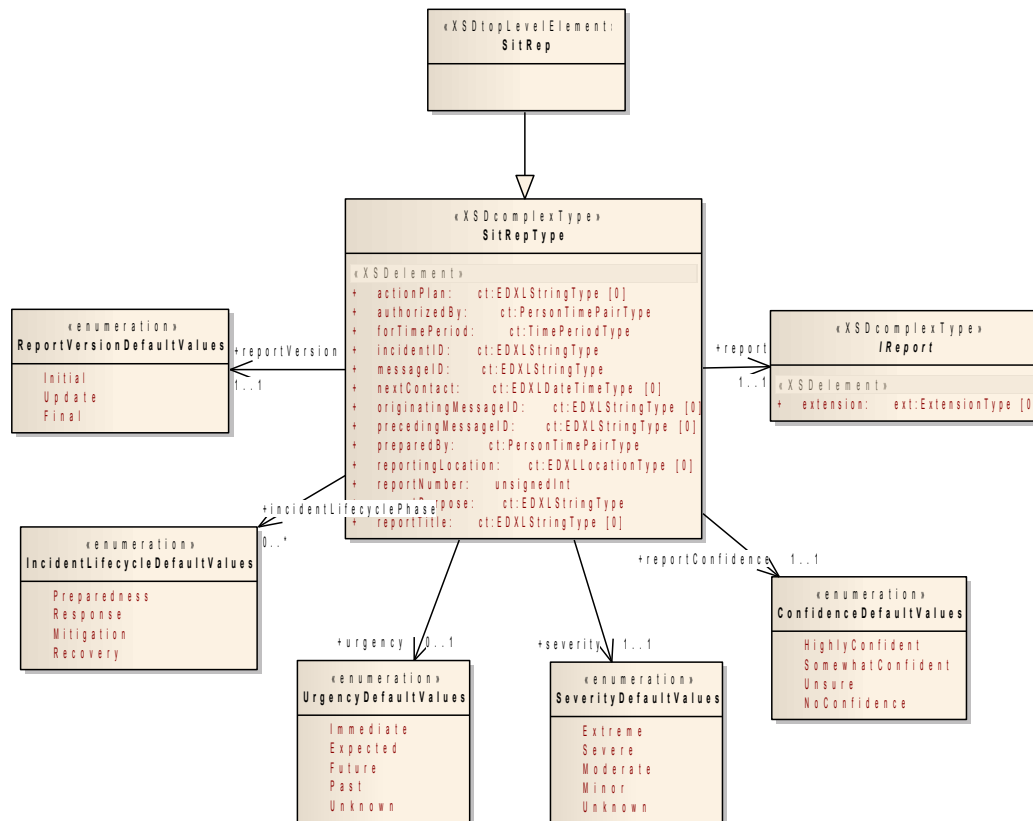 «XSDtopLevelElement»
SitRep
«XSDcomplexType»
SitRepType
«XSDelement»
+ actionPlan: ct:EDXLStringType [0]
+ authorizedBy: ct:PersonTimePairType
+ forTimePeriod: ct:TimePeriodType
+ incidentID: ct:EDXLStringType
+ messageID: ct:EDXLStringType
+ nextContact: ct:EDXLDateTimeType [0]
+ originatingMessageID: ct:EDXLStringType [0]
+ precedingMessageID: ct:EDXLStringType [0]
+ preparedBy: ct:PersonTimePairType
+ reportingLocation: ct:EDXLLocationType [0]
+ reportNumber: unsignedInt
ct:EDXLStringType
+ reportTitle: ct:EDXLStringType [0]
«enumeration»
ReportVersionDefaultValues
Initial
Update
Final
+reportVersion
1..1
+report
1..1
«XSDcomplexType»
IReport
«XSDelement»
+ extension: ext:ExtensionType [0
+incidentLifecyclePhase
0..*
«enumeration»
IncidentLifecycleDefaultValues
Preparedness
Response
Mitigation
Recovery
+reportConfidence 1..1
«enumeration»
ConfidenceDefaultValues
HighlyConfident
SomewhatConfident
Unsure
NoConfidence
+urgency 0..1
«enumeration»
UrgencyDefaultValues
Immediate
Expected
Future
Past
Unknown
+severity 1..1
«enumeration»
SeverityDefaultValues
Extreme
Severe
Moderate
Minor
Unknown